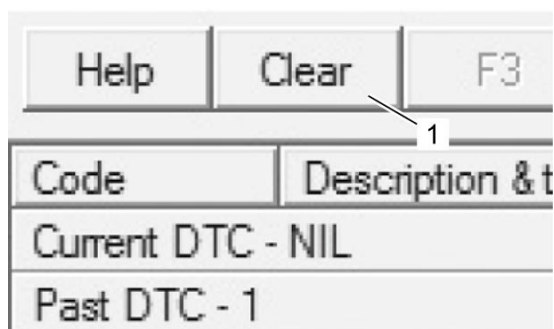 Help Clear F3
1
Code Description & t
Current DTC - NIL
Past DTC - 1